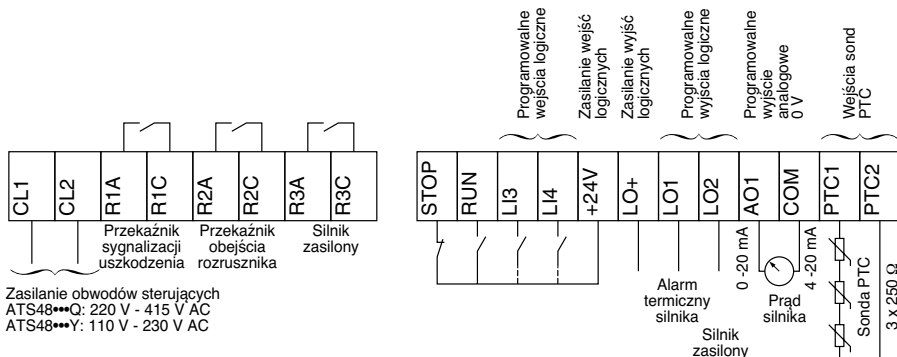 Programowalne
wejścia logiczne
Zasilanie wejść
logicznych
Zasilanie wyjść
logicznych
Programowalne
wyjścia logiczne
Programowalne
wyjście
analogowe
0 V
Wejścia sond
PTC
CL1
CL2
R1A
R1C
R2A
R2C
R3A
R3C
STOP
RUN
LI3
LI4
+24V
LO+
LO1
LO2
AO1
COM
PTC1
PTC2
Przekaźnik
sygnalizacji
uszkodzenia
Przekaźnik
obejścia
rozrusznika
Silnik
zasilony
Zasilanie obwodów sterujących
ATS48•••Q: 220 V - 415 V AC
ATS48•••Y: 110 V - 230 V AC
Alarm
termiczny
silnika
Silnik
zasilony
0 -20 mA
4 -20 mA
Prąd
silnika
Sonda PTC
3 x 250 Ω